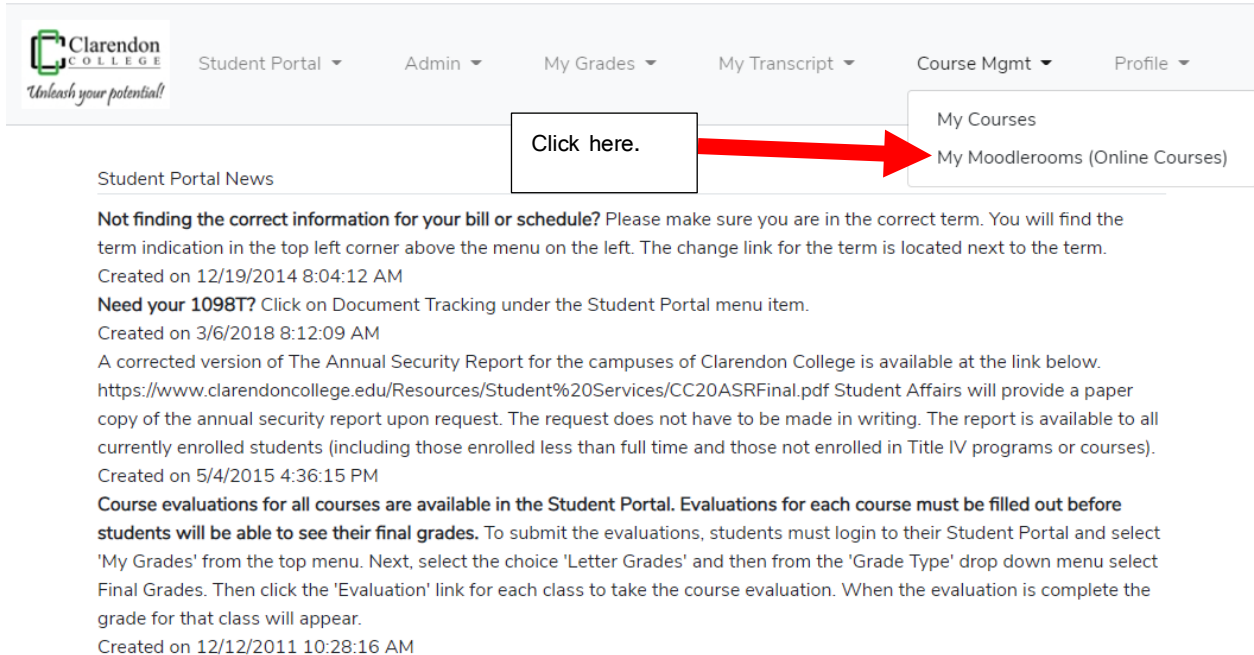 Clarendon
COLLEGE
Unleash your potential!
Student Portal
Admin
My Grades
My Transcript
Course Mgmt
Profile
My Courses
My Moodlerooms (Online Courses)
Click here.
Student Portal News
Not finding the correct information for your bill or schedule? Please make sure you are in the correct term. You will find the
term indication in the top left corner above the menu on the left. The change link for the term is located next to the term.
Created on 12/19/2014 8:04:12 AM
Need your 1098T? Click on Document Tracking under the Student Portal menu item.
Created on 3/6/2018 8:12:09 AM
A corrected version of The Annual Security Report for the campuses of Clarendon College is available at the link below.
https://www.clarendoncollege.edu/Resources/Student%20Services/CC20ASRFinal.pdf Student Affairs will provide a paper
copy of the annual security report upon request. The request does not have to be made in writing. The report is available to all
currently enrolled students (including those enrolled less than full time and those not enrolled in Title IV programs or courses).
Created on 5/4/2015 4:36:15 PM
Course evaluations for all courses are available in the Student Portal. Evaluations for each course must be filled out before
students will be able to see their final grades. To submit the evaluations, students must login to their Student Portal and select
'My Grades' from the top menu. Next, select the choice 'Letter Grades' and then from the 'Grade Type' drop down menu select
Final Grades. Then click the 'Evaluation' link for each class to take the course evaluation. When the evaluation is complete the
grade for that class will appear.
Created on 12/12/2011 10:28:16 AM